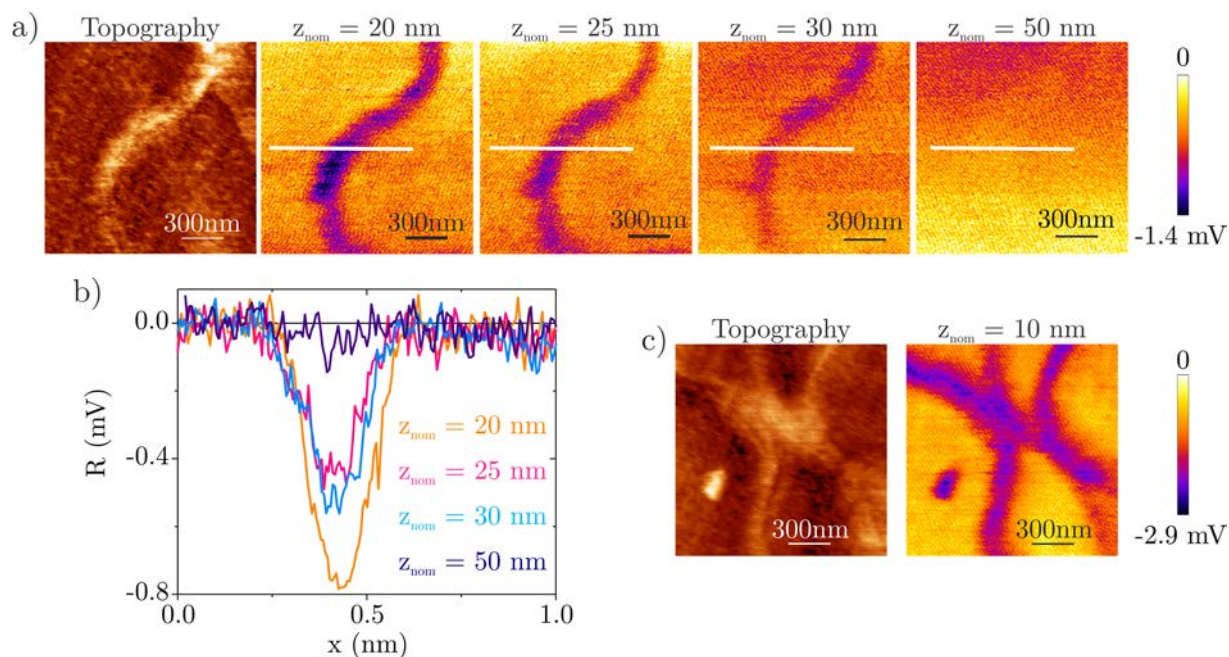 a)
Topography
z_nom = 20 nm
z_nom = 25 nm
z_nom = 30 nm
z_nom = 50 nm
0
300nm
300nm
300nm
300nm
300nm
-1.4 mV
b)
0.0
-0.4
-0.8
R (mV)
z_nom = 20 nm
z_nom = 25 nm
z_nom = 30 nm
z_nom = 50 nm
0.0
0.5
1.0
x (nm)
c)
Topography
z_nom = 10 nm
0
300nm
300nm
-2.9 mV